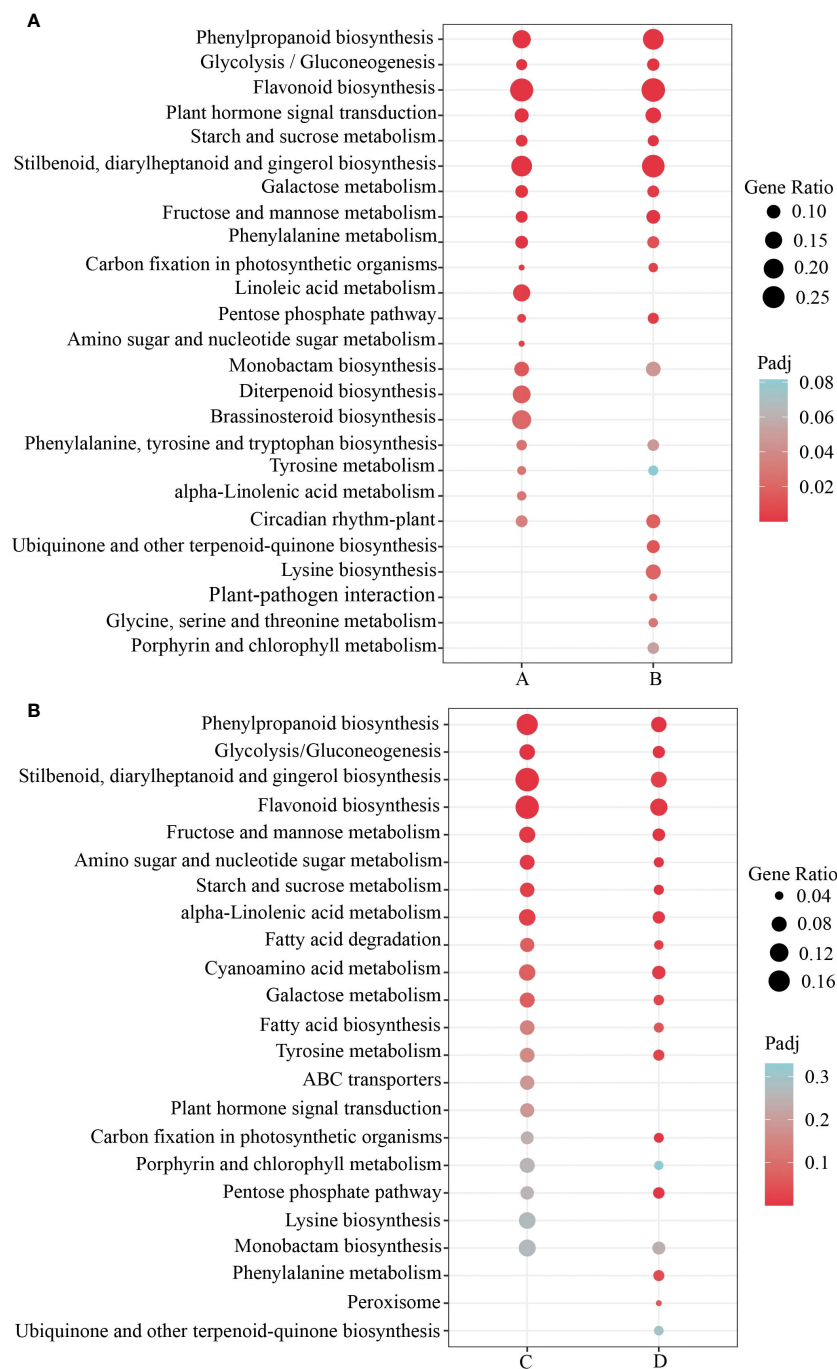 A
Phenylpropanoid biosynthesis
Glycolysis / Gluconeogenesis
Flavonoid biosynthesis
Plant hormone signal transduction
Starch and sucrose metabolism
Stilbenoid, diarylheptanoid and gingerol biosynthesis
Galactose metabolism
Fructose and mannose metabolism
Phenylalanine metabolism
Carbon fixation in photosynthetic organisms
Linoleic acid metabolism
Pentose phosphate pathway
Amino sugar and nucleotide sugar metabolism
Monobactam biosynthesis
Diterpenoid biosynthesis
Brassinosteroid biosynthesis
Phenylalanine, tyrosine and tryptophan biosynthesis
Tyrosine metabolism
alpha-Linolenic acid metabolism
Circadian rhythm-plant
Ubiquinone and other terpenoid-quinone biosynthesis
Lysine biosynthesis
Plant-pathogen interaction
Glycine, serine and threonine metabolism
Porphyrin and chlorophyll metabolism
A B
Gene Ratio
0.10
0.15
0.20
0.25
Padj
0.08
0.06
0.04
0.02
B
Phenylpropanoid biosynthesis
Glycolysis/Gluconeogenesis
Stilbenoid, diarylheptanoid and gingerol biosynthesis
Flavonoid biosynthesis
Fructose and mannose metabolism
Amino sugar and nucleotide sugar metabolism
Starch and sucrose metabolism
alpha-Linolenic acid metabolism
Fatty acid degradation
Cyanoamino acid metabolism
Galactose metabolism
Fatty acid biosynthesis
Tyrosine metabolism
ABC transporters
Plant hormone signal transduction
Carbon fixation in photosynthetic organisms
Porphyrin and chlorophyll metabolism
Pentose phosphate pathway
Lysine biosynthesis
Monobactam biosynthesis
Phenylalanine metabolism
Peroxisome
Ubiquinone and other terpenoid-quinone biosynthesis
C D
Gene Ratio
0.04
0.08
0.12
0.16
Padj
0.3
0.2
0.1